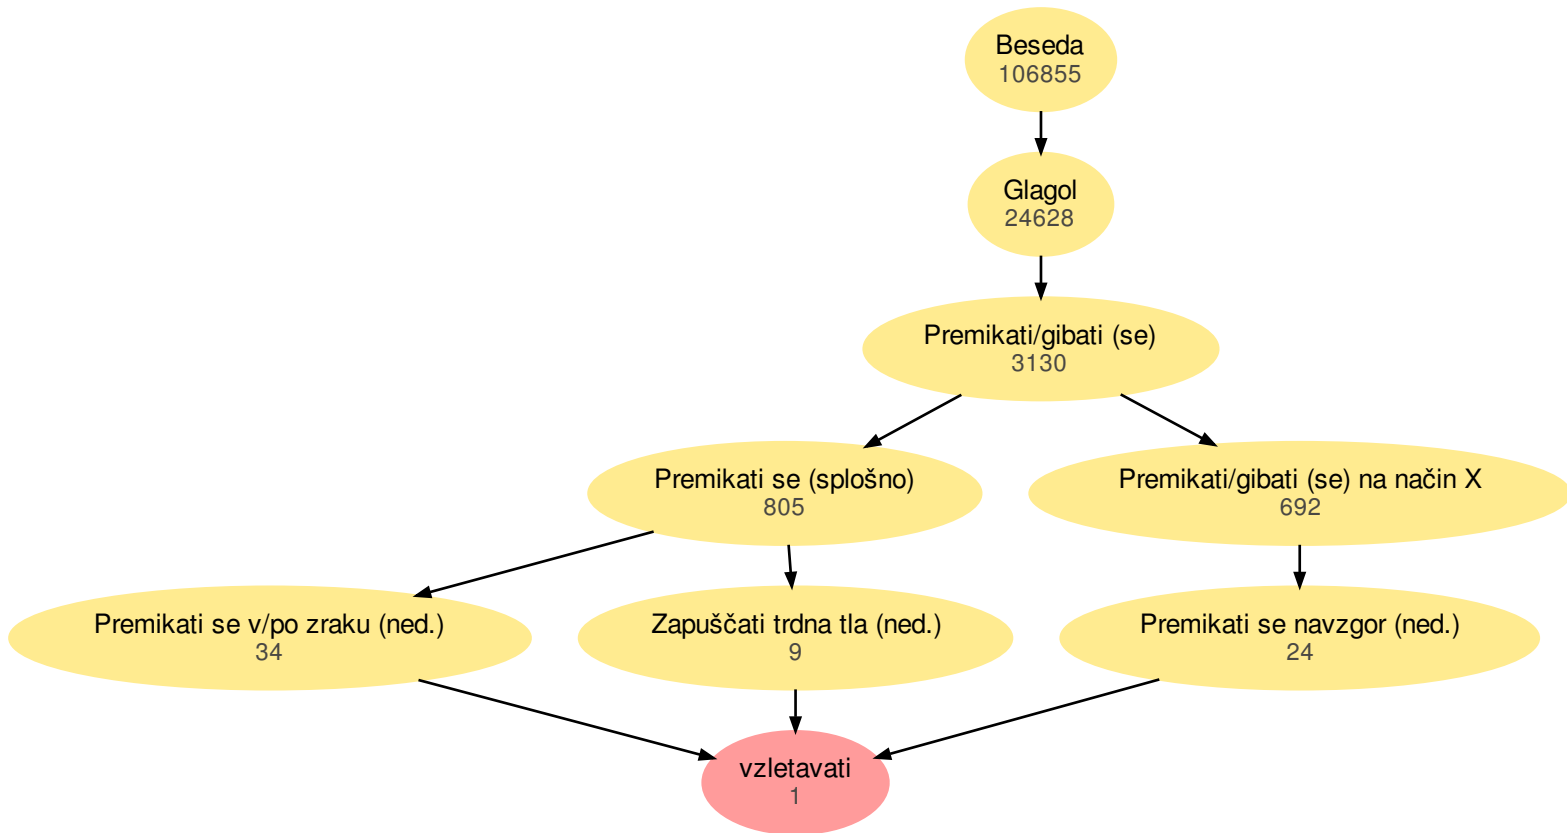 Beseda
106855
Glagol
24628
Premikati/gibati (se)
3130
Premikati se (splošno)
805
Premikati/gibati (se) na način X
692
Premikati se v/po zraku (ned.)
34
Zapuščati trdna tla (ned.)
9
Premikati se navzgor (ned.)
24
vzletavati
1